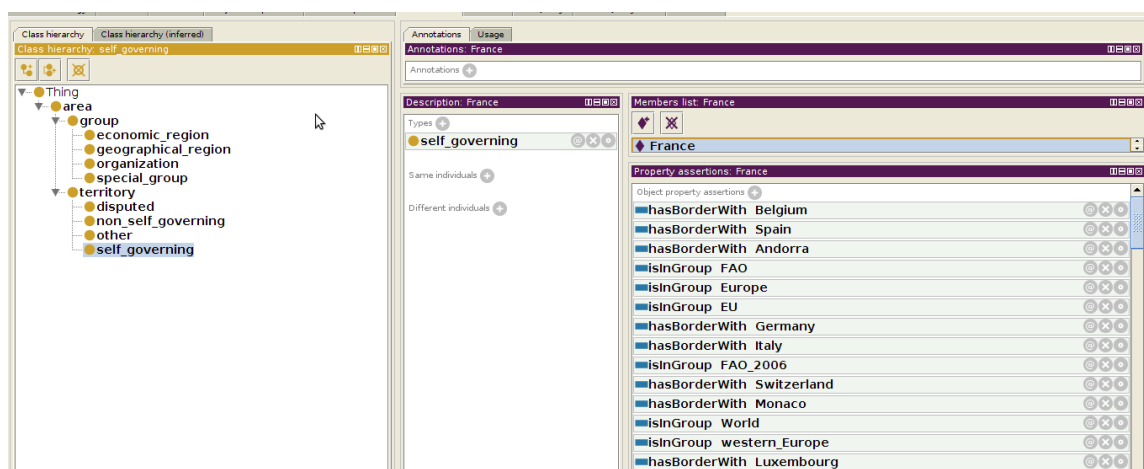 Class hierarchy
Class hierarchy (inferred)
Class hierarchy: self_governing
Thing
area
group
economic_region
geographical_region
organization
special_group
territory
disputed
non_self_governing
other
self_governing
Annotations
Usage
Annotations: France
Annotations
Description: France
Types
self_governing
Same individuals
Different individuals
Members list: France
France
Property assertions: France
Object property assertions
hasBorderWith Belgium
hasBorderWith Spain
hasBorderWith Andorra
isInGroup FAO
isInGroup Europe
isInGroup EU
hasBorderWith Germany
hasBorderWith Italy
isInGroup FAO_2006
hasBorderWith Switzerland
hasBorderWith Monaco
isInGroup World
isInGroup western_Europe
hasBorderWith Luxembourg